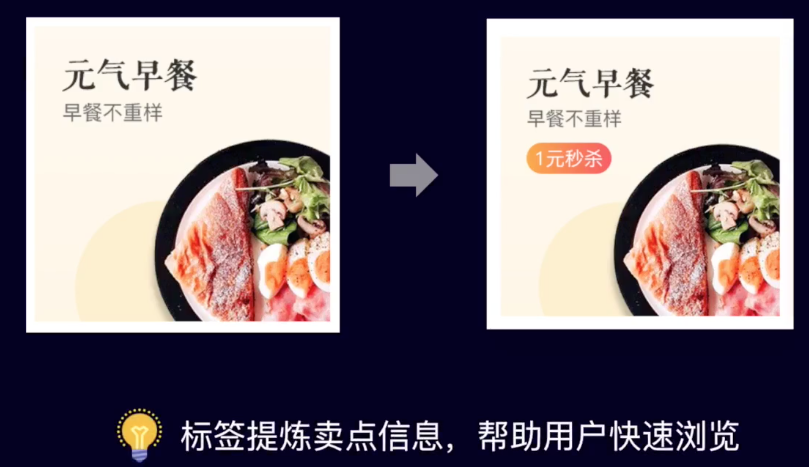 元气早餐
早餐不重样
元气早餐
早餐不重样
1元秒杀
标签提炼卖点信息，帮助用户快速浏览